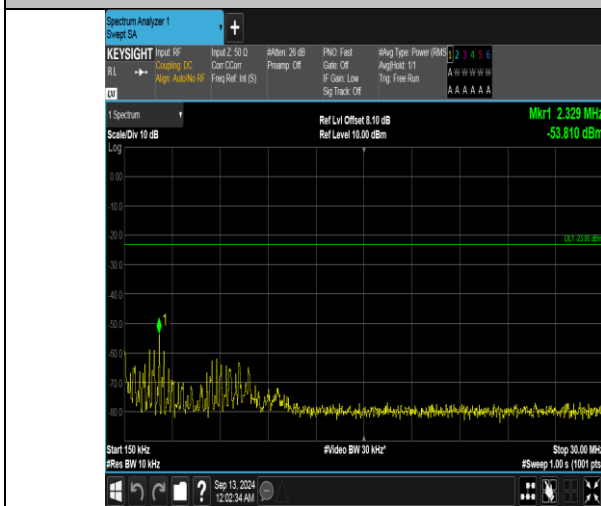 Spectrum Analyzer 1
Swept SA
+
KEYSIGHT Input: RF Input Z: 50 Ω #Atten: 26 dB PNO: Fast #Avg Type: Power (RMS 1 2 3 4 5 6
RL Coupling: DC Corr CCorr Preamp: Off Gate: Off Avg|Hold: 1/1 A W W W W W
Align: Auto/No RF Freq Ref: Int (S) IF Gain: Low Trig: Free Run
Sig Track: Off A A A A A A
1 Spectrum Ref Lvl Offset 8.10 dB Mkr1 2.329 MHz
Scale/Div 10 dB Ref Level 10.00 dBm -53.810 dBm
Log
0.00
-10.0
-20.0
DL1 -23.00 dBm
-30.0
-40.0
-50.0
1
-60.0
-70.0
-80.0
Start 150 kHz #Video BW 30 kHz* Stop 30.00 MHz
#Res BW 10 kHz #Sweep 1.00 s (1001 pts
? Sep 13, 2024
12:02:34 AM